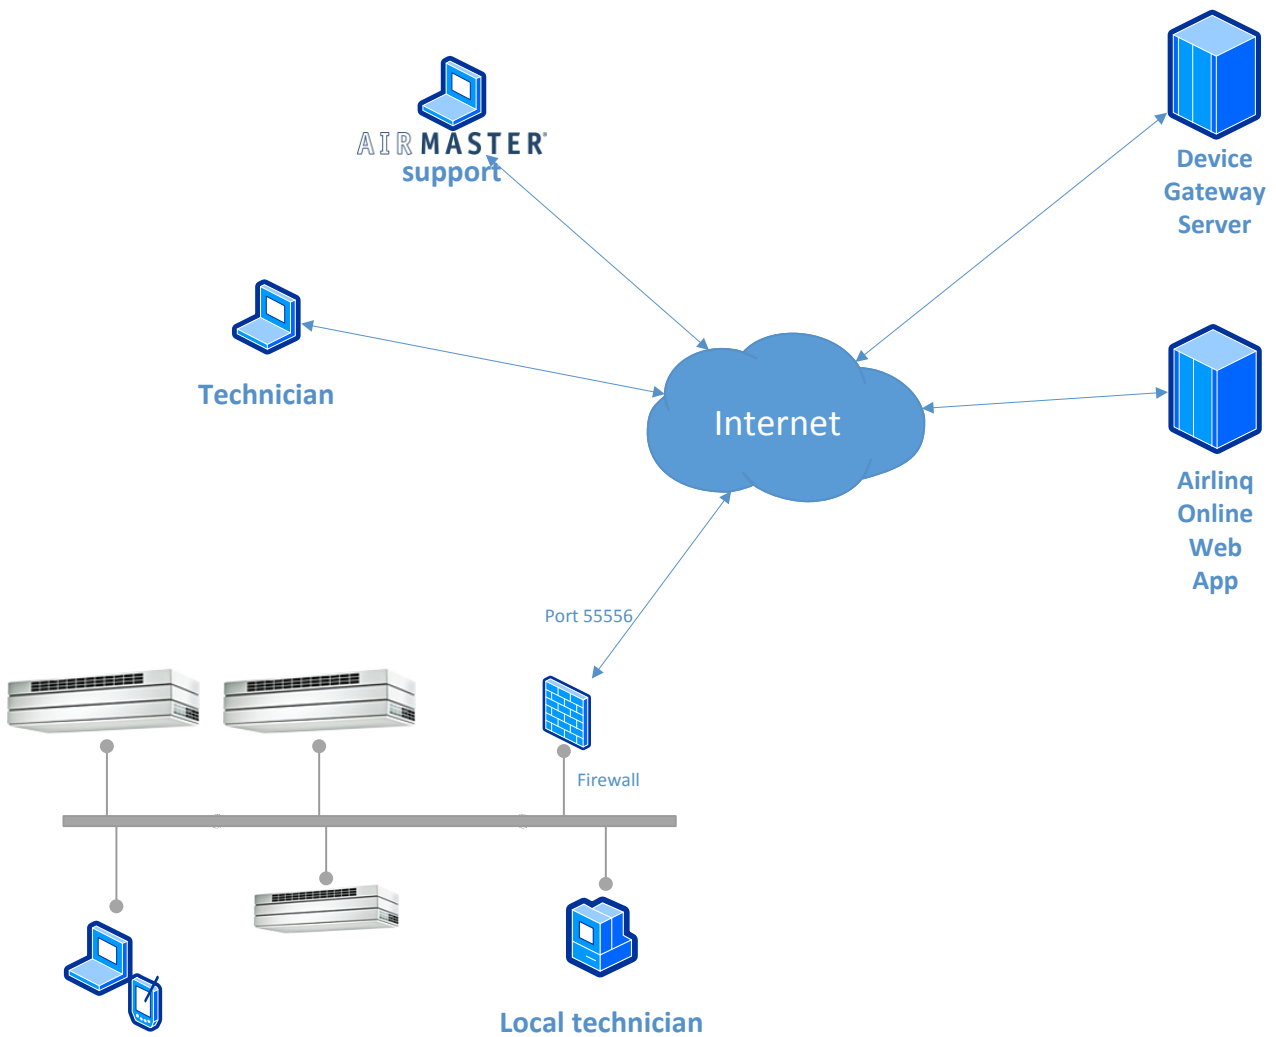 AIRMASTER®
support
Device
Gateway
Server
Technician
Internet
Airlinq
Online
Web
App
Port 55556
Firewall
Local technician